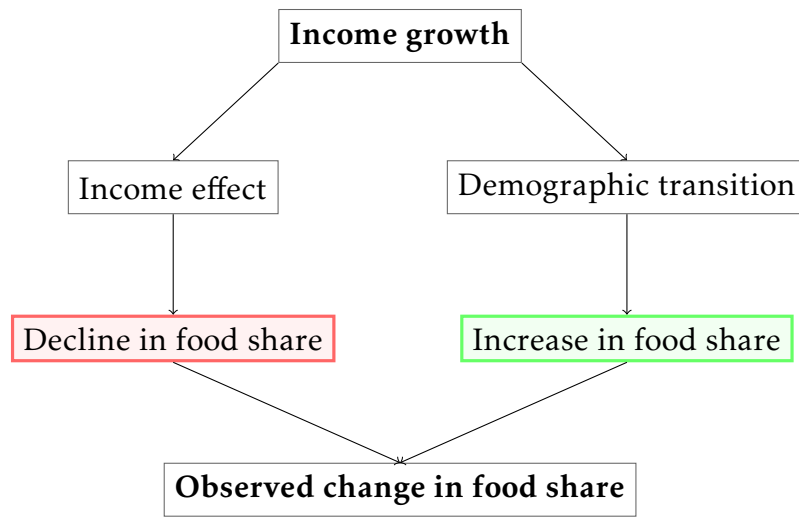 Income growth
Income effect
Demographic transition
Decline in food share
Increase in food share
Observed change in food share